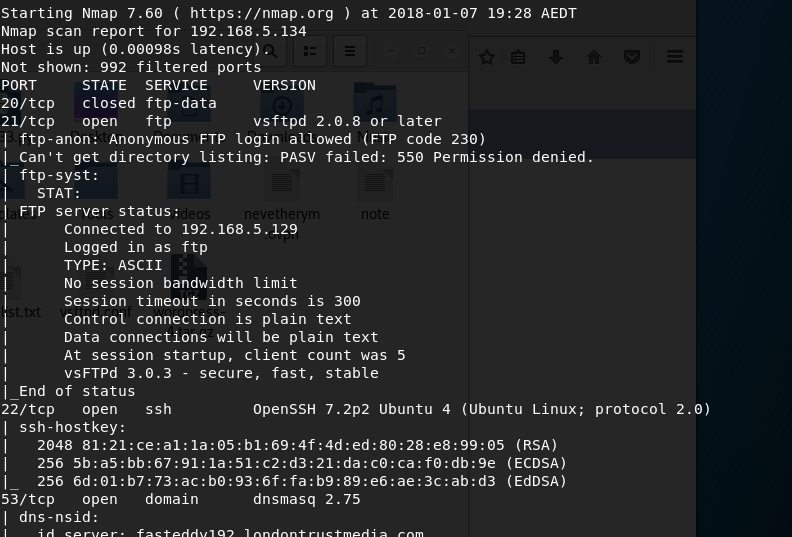 Starting Nmap 7.60 ( https://nmap.org ) at 2018-01-07 19:28 AEDT
Nmap scan report for 192.168.5.134
Host is up (0.00098s latency).
Not shown: 992 filtered ports
PORT STATE SERVICE VERSION
20/tcp closed ftp-data
21/tcp open ftp vsftpd 2.0.8 or later
| ftp-anon: Anonymous FTP login allowed (FTP code 230)
|_Can't get directory listing: PASV failed: 550 Permission denied.
| ftp-syst:
| STAT:
| FTP server status:
| Connected to 192.168.5.129
| Logged in as ftp
| TYPE: ASCII
| No session bandwidth limit
| Session timeout in seconds is 300
| Control connection is plain text
| Data connections will be plain text
| At session startup, client count was 5
| vsFTPd 3.0.3 - secure, fast, stable
|_End of status
22/tcp open ssh OpenSSH 7.2p2 Ubuntu 4 (Ubuntu Linux; protocol 2.0)
| ssh-hostkey:
| 2048 81:21:ce:a1:1a:05:b1:69:4f:4d:ed:80:28:e8:99:05 (RSA)
| 256 5b:a5:bb:67:91:1a:51:c2:d3:21:da:c0:ca:f0:db:9e (ECDSA)
|_ 256 6d:01:b7:73:ac:b0:93:6f:fa:b9:89:e6:ae:3c:ab:d3 (EdDSA)
53/tcp open domain dnsmasq 2.75
| dns-nsid:
| id.server: fasteddy192.londontrustmedia.com
Videos
nevetherym
.ovpn
note
vsftpd.conf
wordpress-